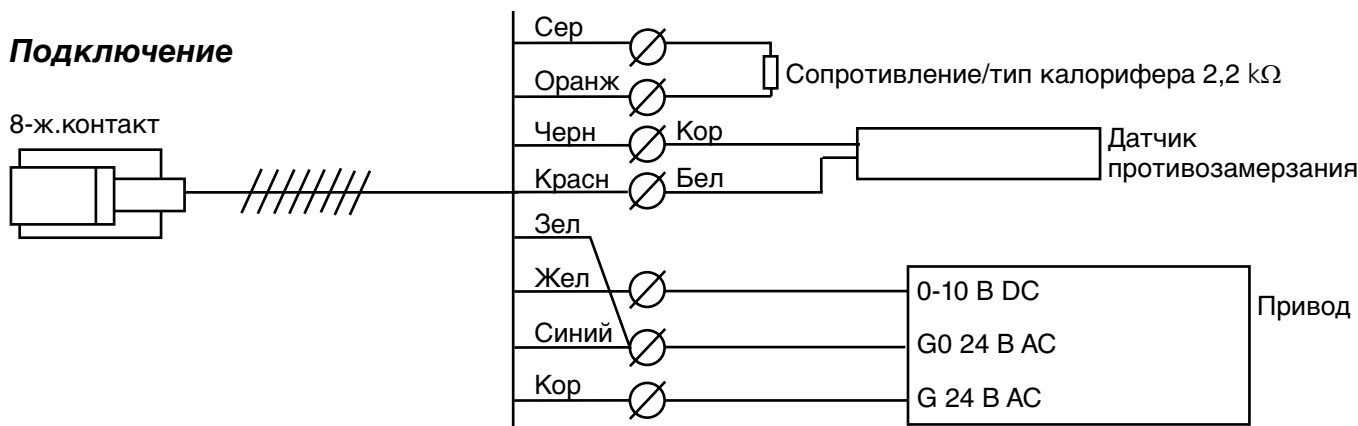 Подключение
8-ж.контакт
Сер
Оранж
Сопротивление/тип калорифера 2,2 kΩ
Черн
Кор
Датчик
противозамерзания
Красн
Бел
Зел
Жел
0-10 В DC
Привод
Синий
G0 24 В AC
Кор
G 24 В AC